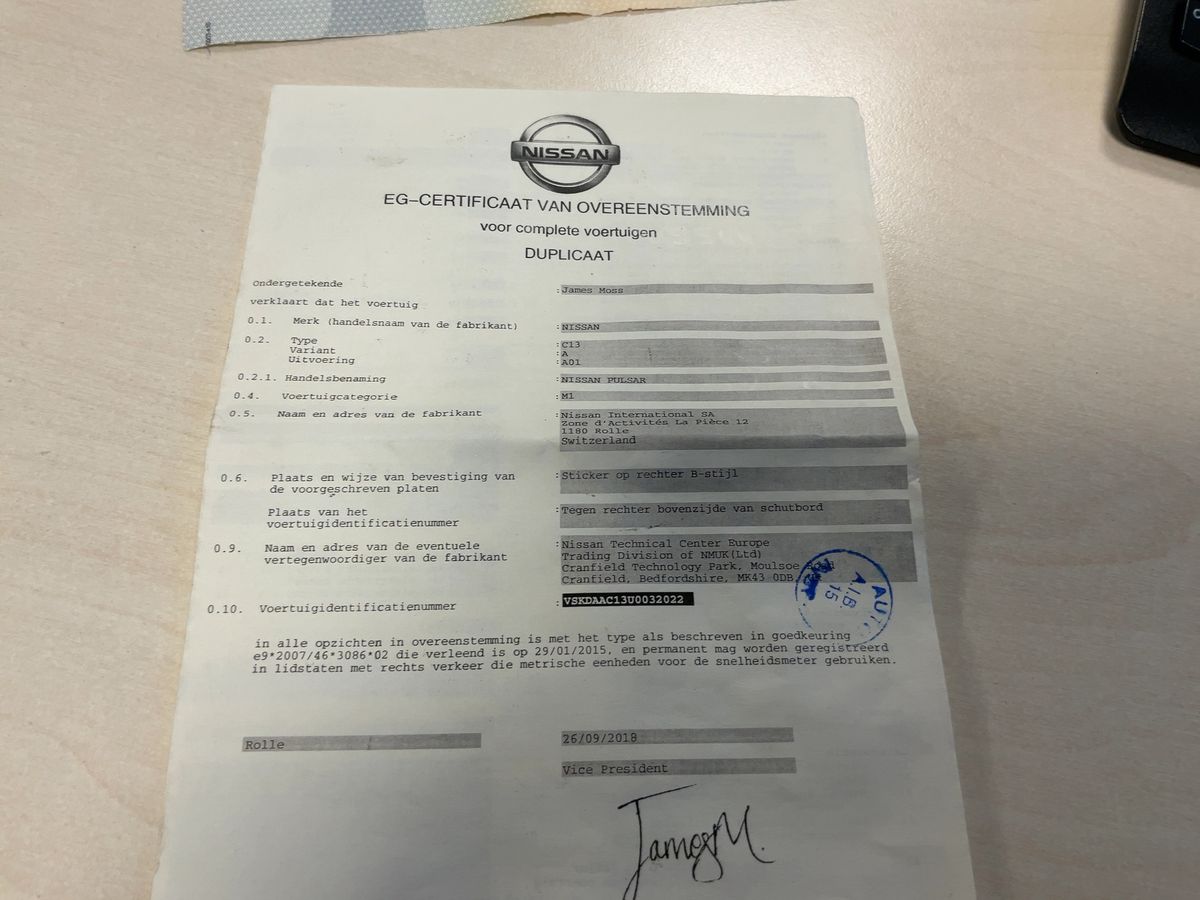 NISSAN
EG-CERTIFICAAT VAN OVEREENSTEMMING
voor complete voertuigen
DUPLICAAT
ondergetekende :James Moss
verklaart dat het voertuig
0.1. Merk (handelsnaam van de fabrikant) :NISSAN
0.2. Type :C13
Variant :A
Uitvoering :A01
0.2.1. Handelsbenaming :NISSAN PULSAR
0.4. Voertuigcategorie :M1
0.5. Naam en adres van de fabrikant :Nissan International SA
Zone d'Activités La Pièce 12
1180 Rolle
Switzerland
0.6. Plaats en wijze van bevestiging van :Sticker op rechter B-stijl
de voorgeschreven platen
Plaats van het :Tegen rechter bovenzijde van schutbord
voertuigidentificatienummer
0.9. Naam en adres van de eventuele :Nissan Technical Center Europe
vertegenwoordiger van de fabrikant Trading Division of NMUK(Ltd)
Cranfield Technology Park, Moulsoe Road
Cranfield, Bedfordshire, MK43 0DB,
0.10. Voertuigidentificatienummer :VSKDAAC13U0032022
A.I.B.
15
in alle opzichten in overeenstemming is met het type als beschreven in goedkeuring
e9*2007/46*3086*02 die verleend is op 29/01/2015, en permanent mag worden geregistreerd
in lidstaten met rechts verkeer die metrische eenheden voor de snelheidsmeter gebruiken.
Rolle 26/09/2018
Vice President
James M.